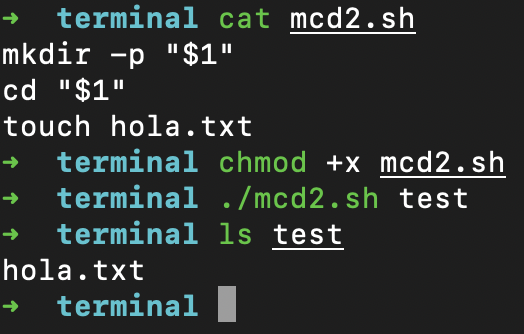 ➜ terminal cat mcd2.sh
mkdir -p "$1"
cd "$1"
touch hola.txt
➜ terminal chmod +x mcd2.sh
➜ terminal ./mcd2.sh test
➜ terminal ls test
hola.txt
➜ terminal